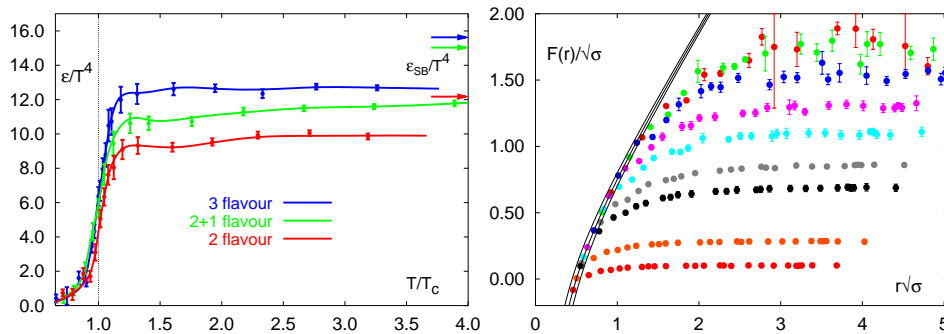 16.0
14.0
12.0
10.0
8.0
6.0
4.0
2.0
0.0
1.0 1.5 2.0 2.5 3.0 3.5 4.0
ε/T⁴
ε_SB/T⁴
3 flavour
2+1 flavour
2 flavour
T/T_c
2.00
1.50
1.00
0.50
0.00
0 1 2 3 4 5
F(r)/√σ
r√σ